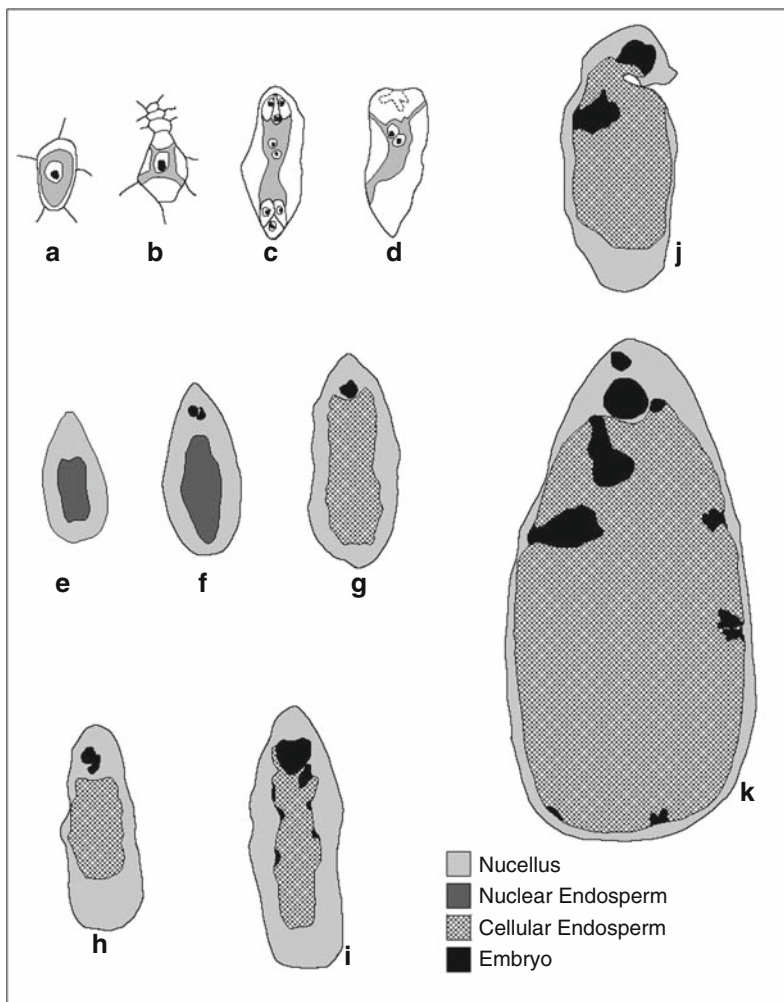 a
b
c
d
j
e
f
g
k
h
i
Nucellus
Nuclear Endosperm
Cellular Endosperm
Embryo